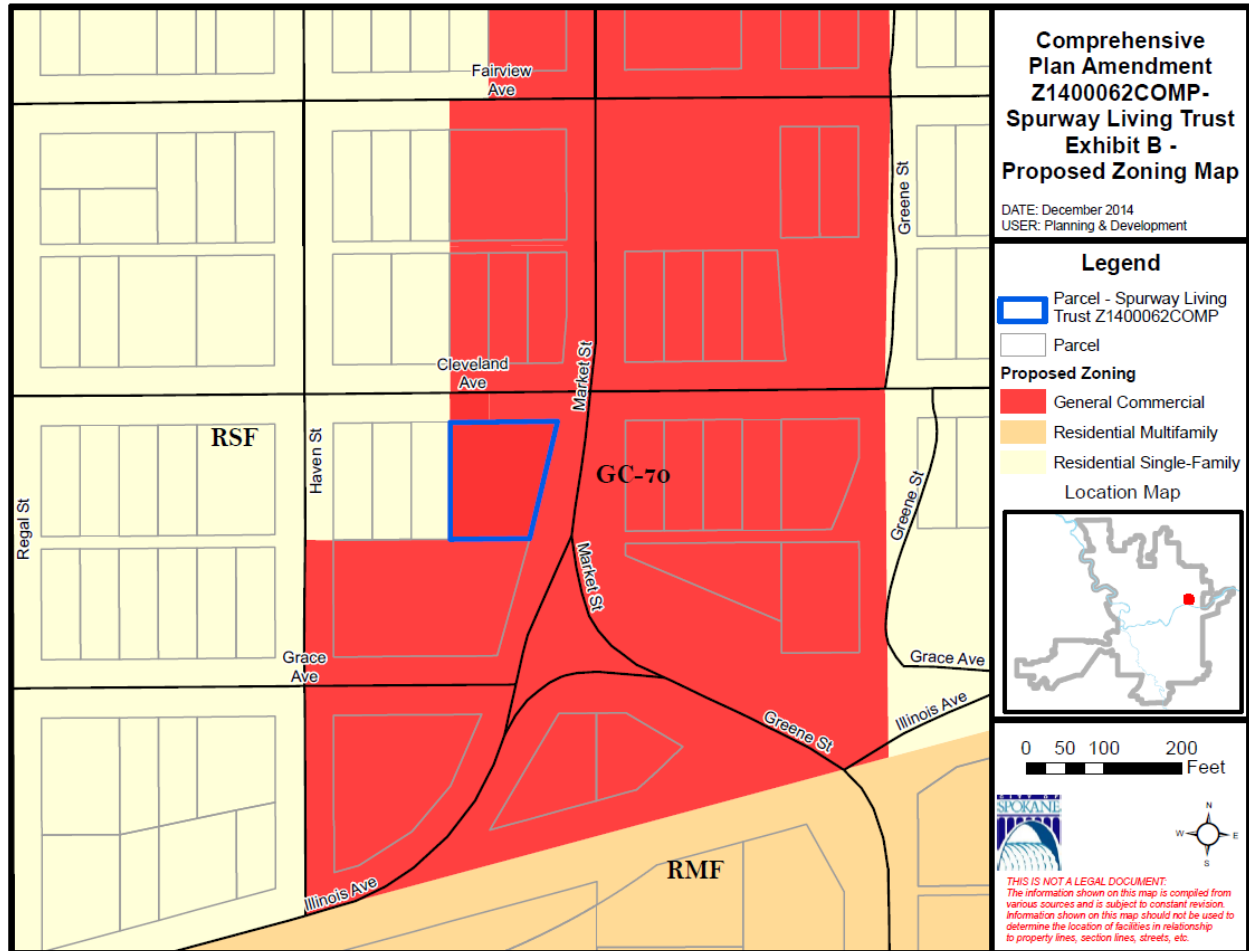 Fairview
Ave
Greene St
Cleveland
Ave
Market St
RSF
Haven St
GC-70
Regal St
Greene St
Market St
Grace
Ave
Grace Ave
Illinois Ave
Greene St
RMF
Illinois Ave
Comprehensive
Plan Amendment
Z1400062COMP-
Spurway Living Trust
Exhibit B -
Proposed Zoning Map
DATE: December 2014
USER: Planning & Development
Legend
Parcel - Spurway Living
Trust Z1400062COMP
Parcel
Proposed Zoning
General Commercial
Residential Multifamily
Residential Single-Family
Location Map
0 50 100 200
Feet
CITY OF
SPOKANE
N
W E
S
THIS IS NOT A LEGAL DOCUMENT:
The information shown on this map is compiled from
various sources and is subject to constant revision.
Information shown on this map should not be used to
determine the location of facilities in relationship
to property lines, section lines, streets, etc.